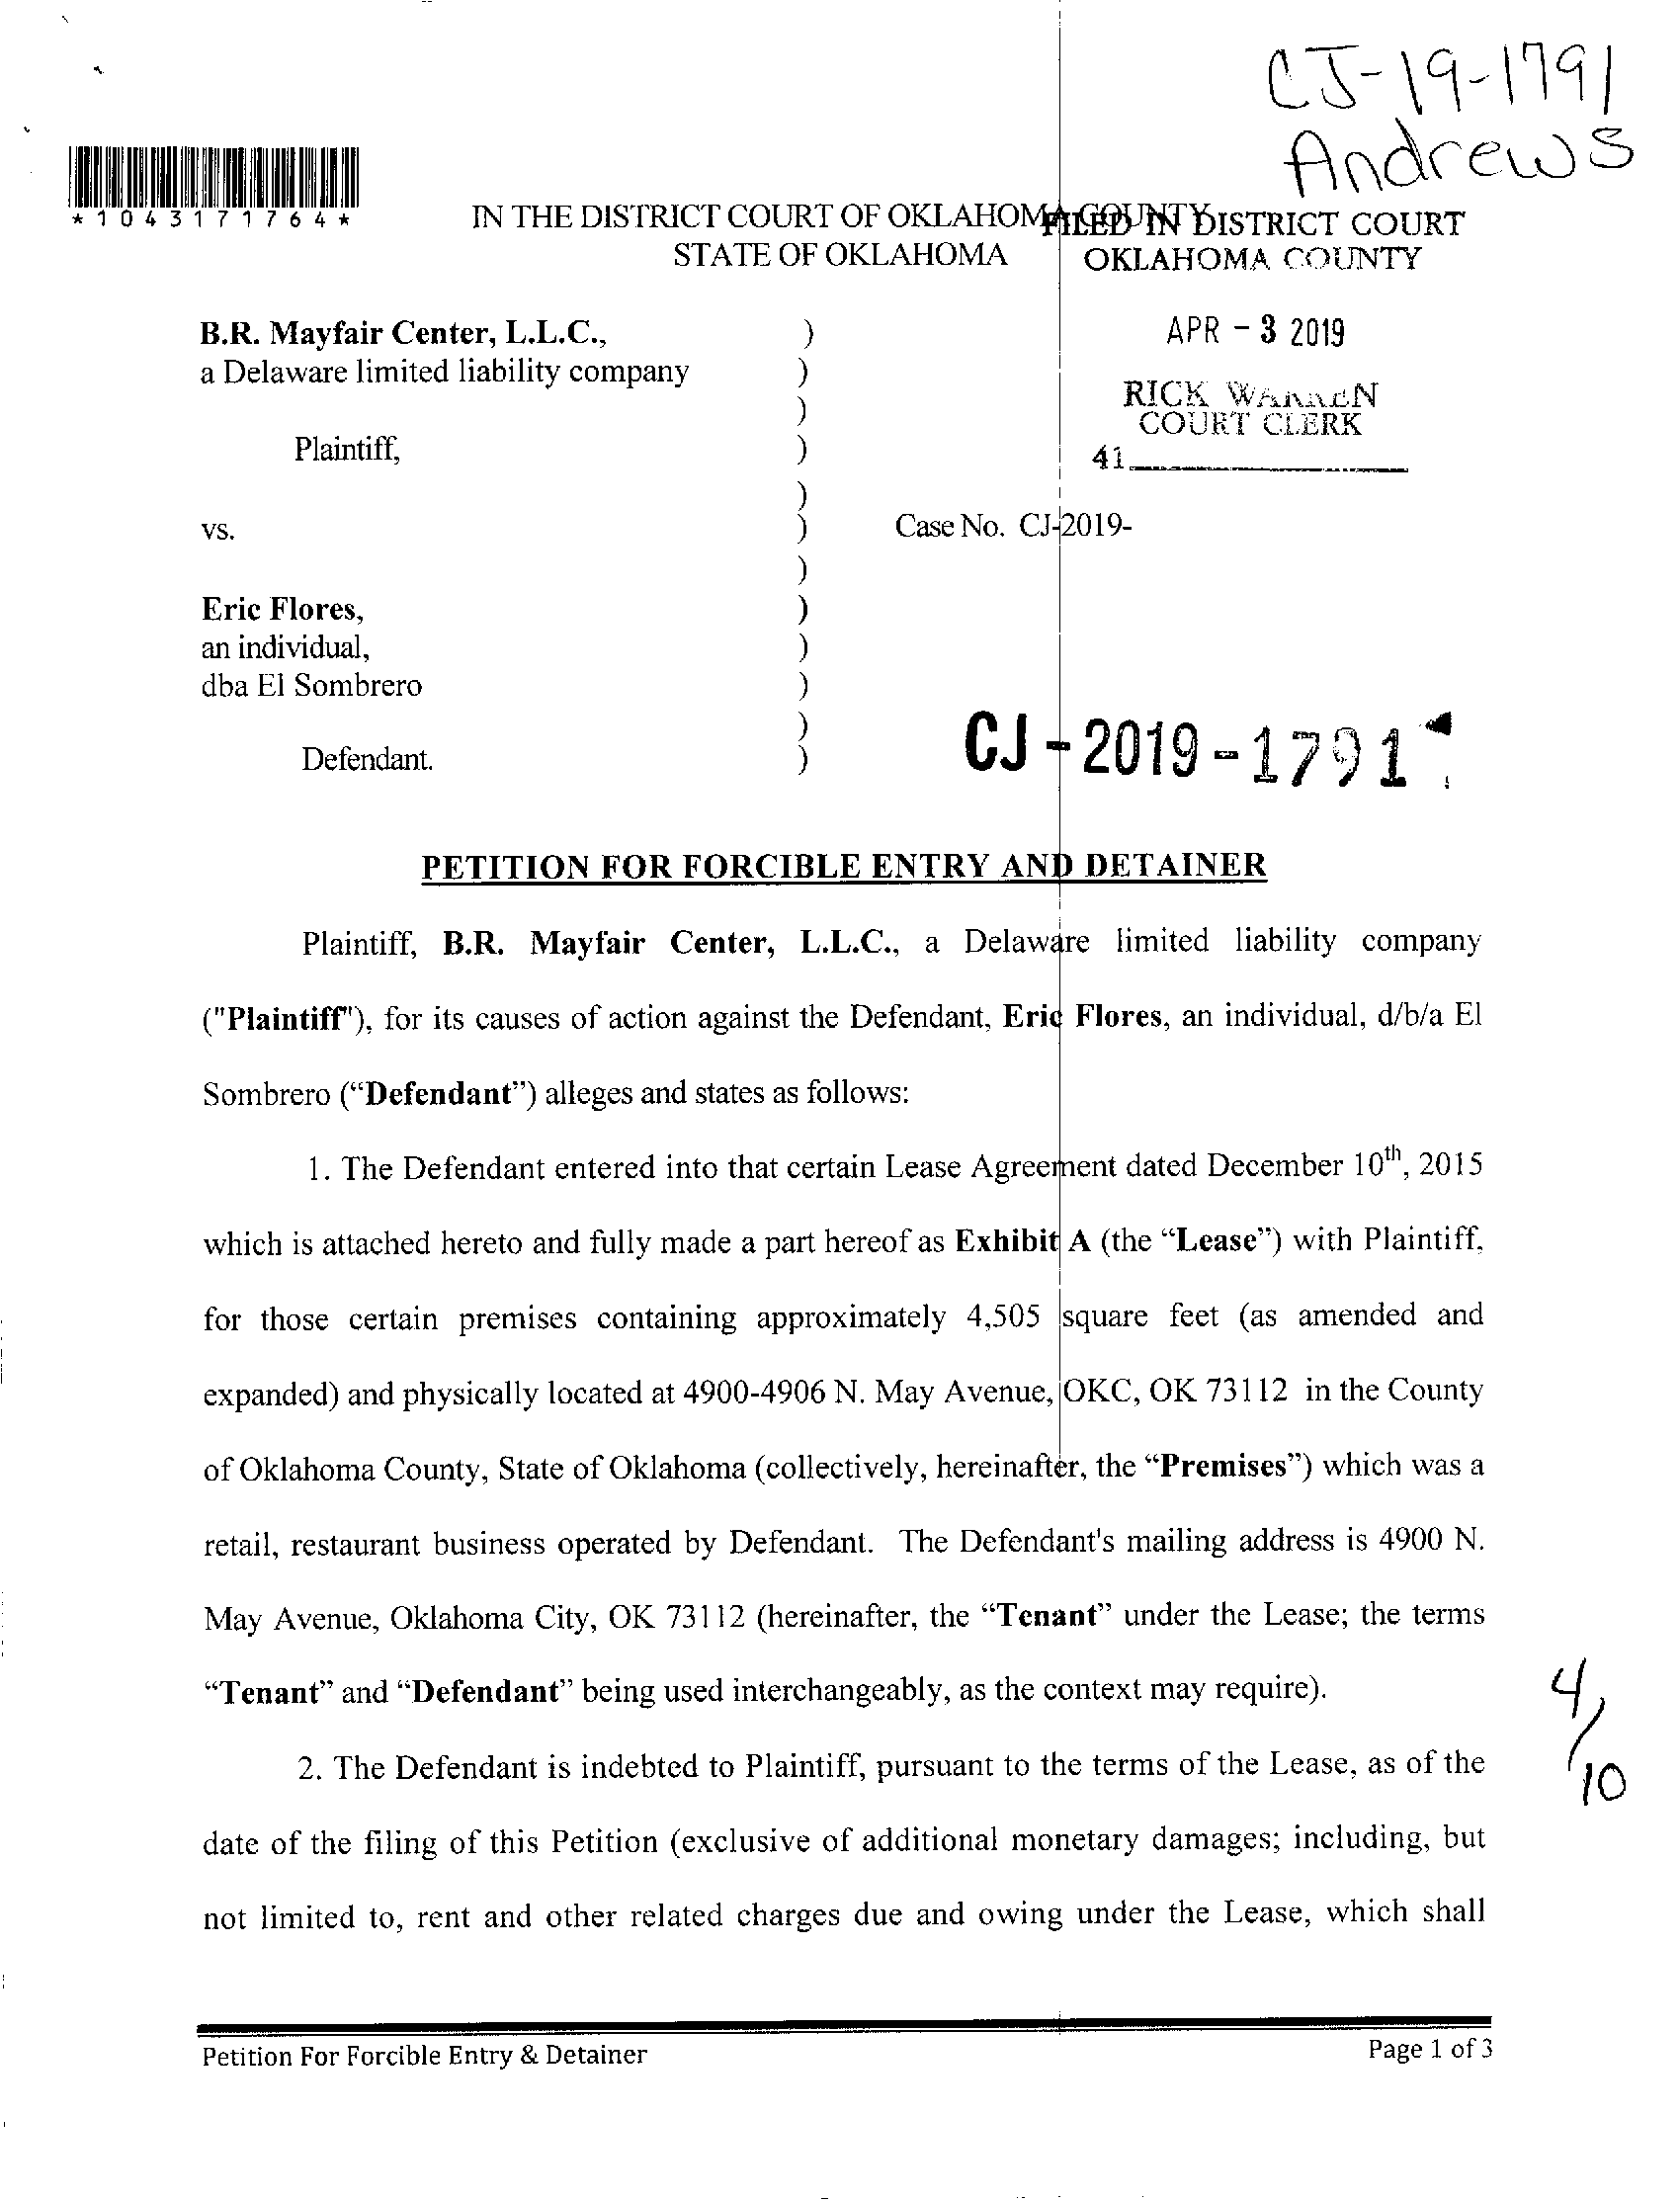 CJ-19-1791
Andrews
*1043171764*
IN THE DISTRICT COURT OF OKLAHOMA COUNTY
STATE OF OKLAHOMA
FILED IN DISTRICT COURT
OKLAHOMA COUNTY
APR - 3 2019
RICK WARREN
COURT CLERK
41
B.R. Mayfair Center, L.L.C., )
a Delaware limited liability company )
)
Plaintiff, )
)
vs. )
)
Eric Flores, )
an individual, )
dba El Sombrero )
)
Defendant. )
Case No. CJ-2019-
CJ-2019-1791
PETITION FOR FORCIBLE ENTRY AND DETAINER
Plaintiff, B.R. Mayfair Center, L.L.C., a Delaware limited liability company
("Plaintiff"), for its causes of action against the Defendant, Eric Flores, an individual, d/b/a El
Sombrero (“Defendant”) alleges and states as follows:
1. The Defendant entered into that certain Lease Agreement dated December 10th, 2015
which is attached hereto and fully made a part hereof as Exhibit A (the “Lease”) with Plaintiff,
for those certain premises containing approximately 4,505 square feet (as amended and
expanded) and physically located at 4900-4906 N. May Avenue, OKC, OK 73112 in the County
of Oklahoma County, State of Oklahoma (collectively, hereinafter, the “Premises”) which was a
retail, restaurant business operated by Defendant. The Defendant's mailing address is 4900 N.
May Avenue, Oklahoma City, OK 73112 (hereinafter, the “Tenant” under the Lease; the terms
“Tenant” and “Defendant” being used interchangeably, as the context may require).
2. The Defendant is indebted to Plaintiff, pursuant to the terms of the Lease, as of the
date of the filing of this Petition (exclusive of additional monetary damages; including, but
not limited to, rent and other related charges due and owing under the Lease, which shall
4/10
Petition For Forcible Entry & Detainer
Page 1 of 3